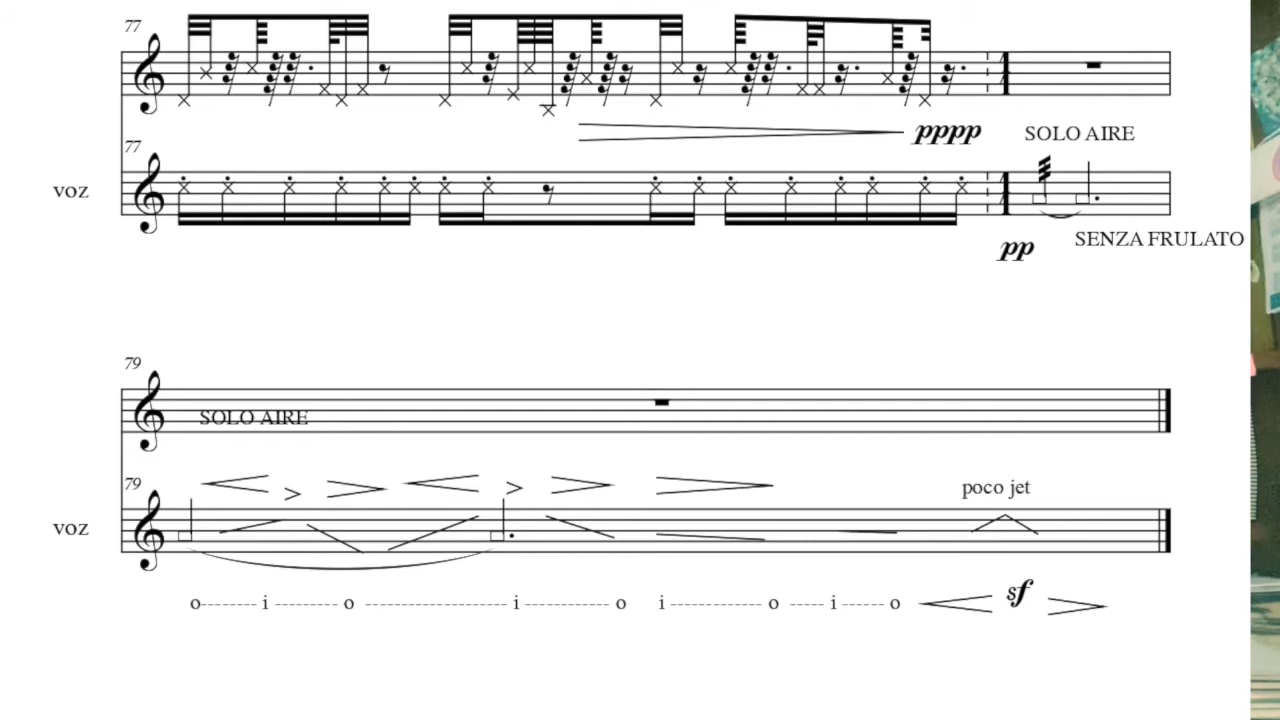 77
pppp
SOLO AIRE
77
voz
pp
SENZA FRULATO
79
SOLO AIRE
79
poco jet
voz
o-------- i --------- o -------------------- i ------------ o i ------------- o ----- i ------ o sf